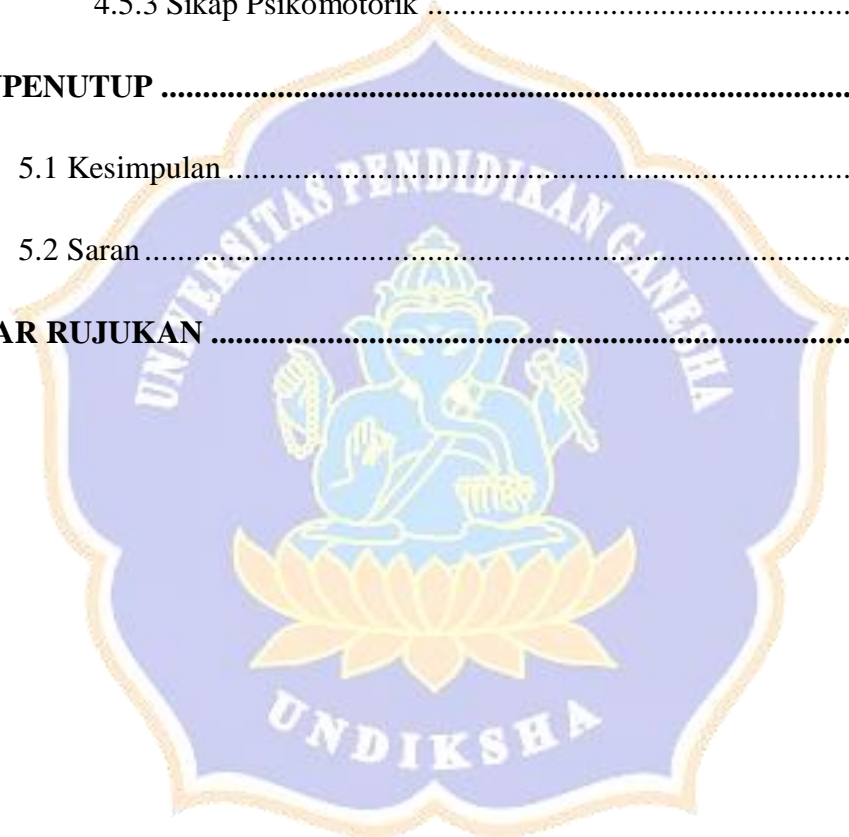 4.5.3 Sikap Psikomotorik ..................................................
PENUTUP ....................................................................................
5.1 Kesimpulan ...........................................................................
5.2 Saran .....................................................................................
AR RUJUKAN ..............................................................................
UNIVERSITAS PENDIDIKAN GANESHA
UNDIKSHA